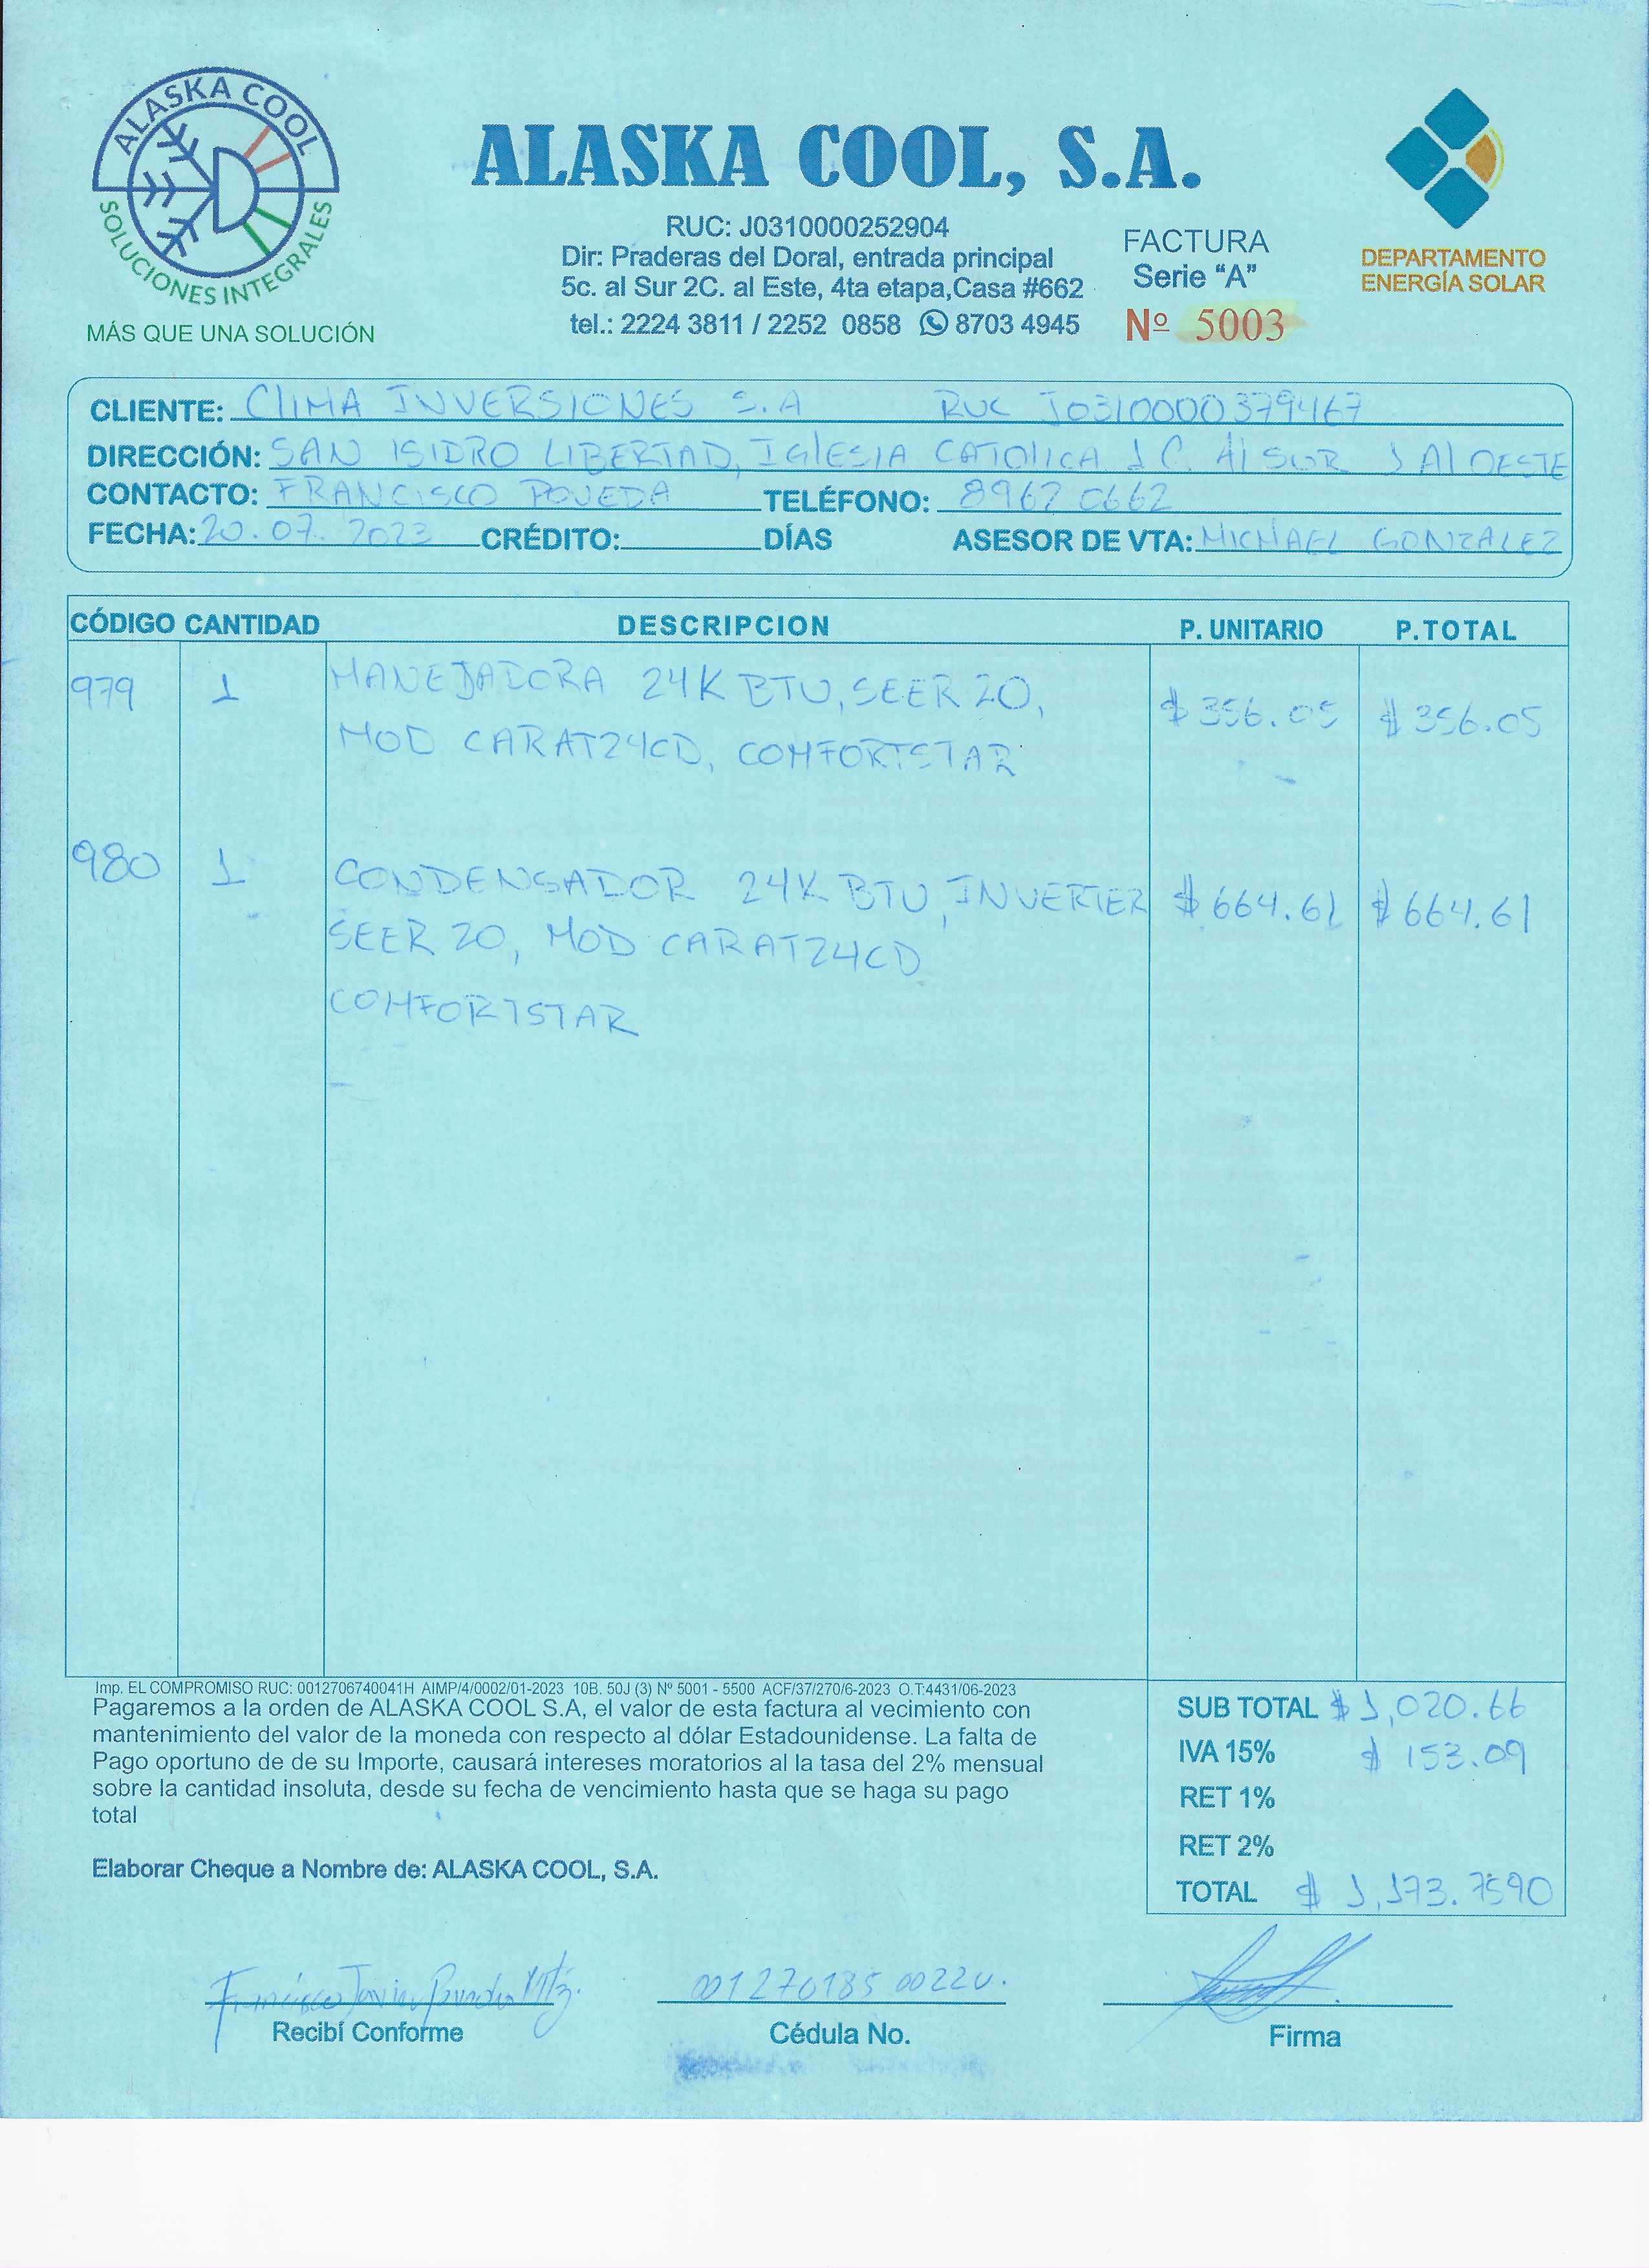 ALASKA COOL
SOLUCIONES INTEGRALES
MÁS QUE UNA SOLUCIÓN
ALASKA COOL, S.A.
RUC: J0310000252904
Dir: Praderas del Doral, entrada principal
5c. al Sur 2C. al Este, 4ta etapa,Casa #662
tel.: 2224 3811 / 2252 0858 8703 4945
FACTURA
Serie "A"
Nº 5003
DEPARTAMENTO
ENERGÍA SOLAR
CLIENTE: ClIMA INVERSIONES S.A RUC J0310000379467
DIRECCIÓN: SAN ISIDRO LIBERTAD, IGlESIA CATOlICA 1 C. Al SUR 1 Al OESTE
CONTACTO: FRANCISCO POVEDA TELÉFONO: 8962 0662
FECHA: 20.07.2023 CRÉDITO: DÍAS ASESOR DE VTA: MICHAEL GONZALEZ
CÓDIGO CANTIDAD DESCRIPCION P. UNITARIO P.TOTAL
979 1 MANEJADORA 24K BTU, SEER 20, $ 356.05 $ 356.05
MOD CARAT24CD, COMFORTSTAR
980 1 CONDENSADOR 24K BTU, INVERTER $ 664.61 $ 664.61
SEER 20, MOD CARAT24CD
COMFORTSTAR
Imp. EL COMPROMISO RUC: 0012706740041H AIMP/4/0002/01-2023 10B. 50J (3) Nº 5001 - 5500 ACF/37/270/6-2023 O.T:4431/06-2023
Pagaremos a la orden de ALASKA COOL S.A, el valor de esta factura al vecimiento con
mantenimiento del valor de la moneda con respecto al dólar Estadounidense. La falta de
Pago oportuno de de su Importe, causará intereses moratorios al la tasa del 2% mensual
sobre la cantidad insoluta, desde su fecha de vencimiento hasta que se haga su pago
total
Elaborar Cheque a Nombre de: ALASKA COOL, S.A.
SUB TOTAL $ 1,020.66
IVA 15% $ 153.09
RET 1%
RET 2%
TOTAL $ 1,173.7590
Francisco Javier 001270185 0022U.
Recibí Conforme Cédula No. Firma